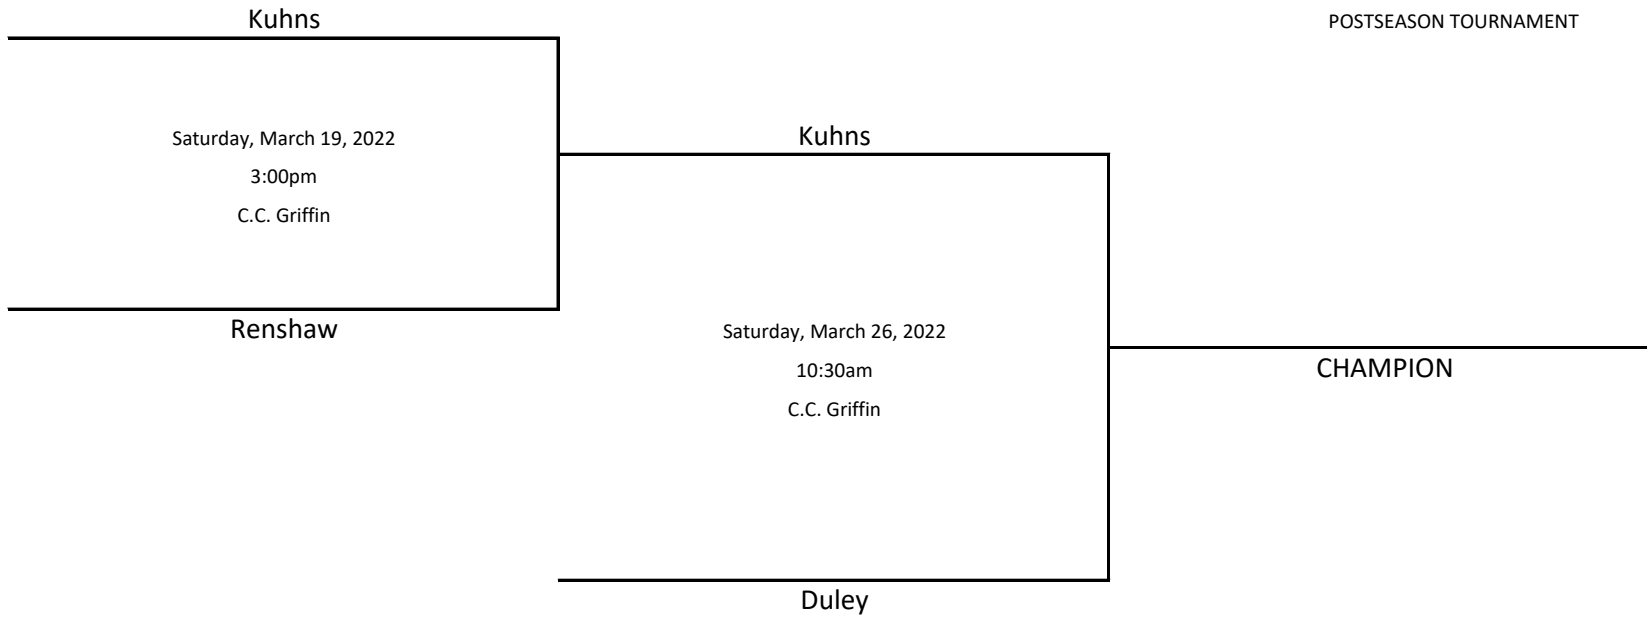 Kuhns
POSTSEASON TOURNAMENT
Saturday, March 19, 2022
3:00pm
C.C. Griffin
Kuhns
Renshaw
Saturday, March 26, 2022
10:30am
C.C. Griffin
CHAMPION
Duley